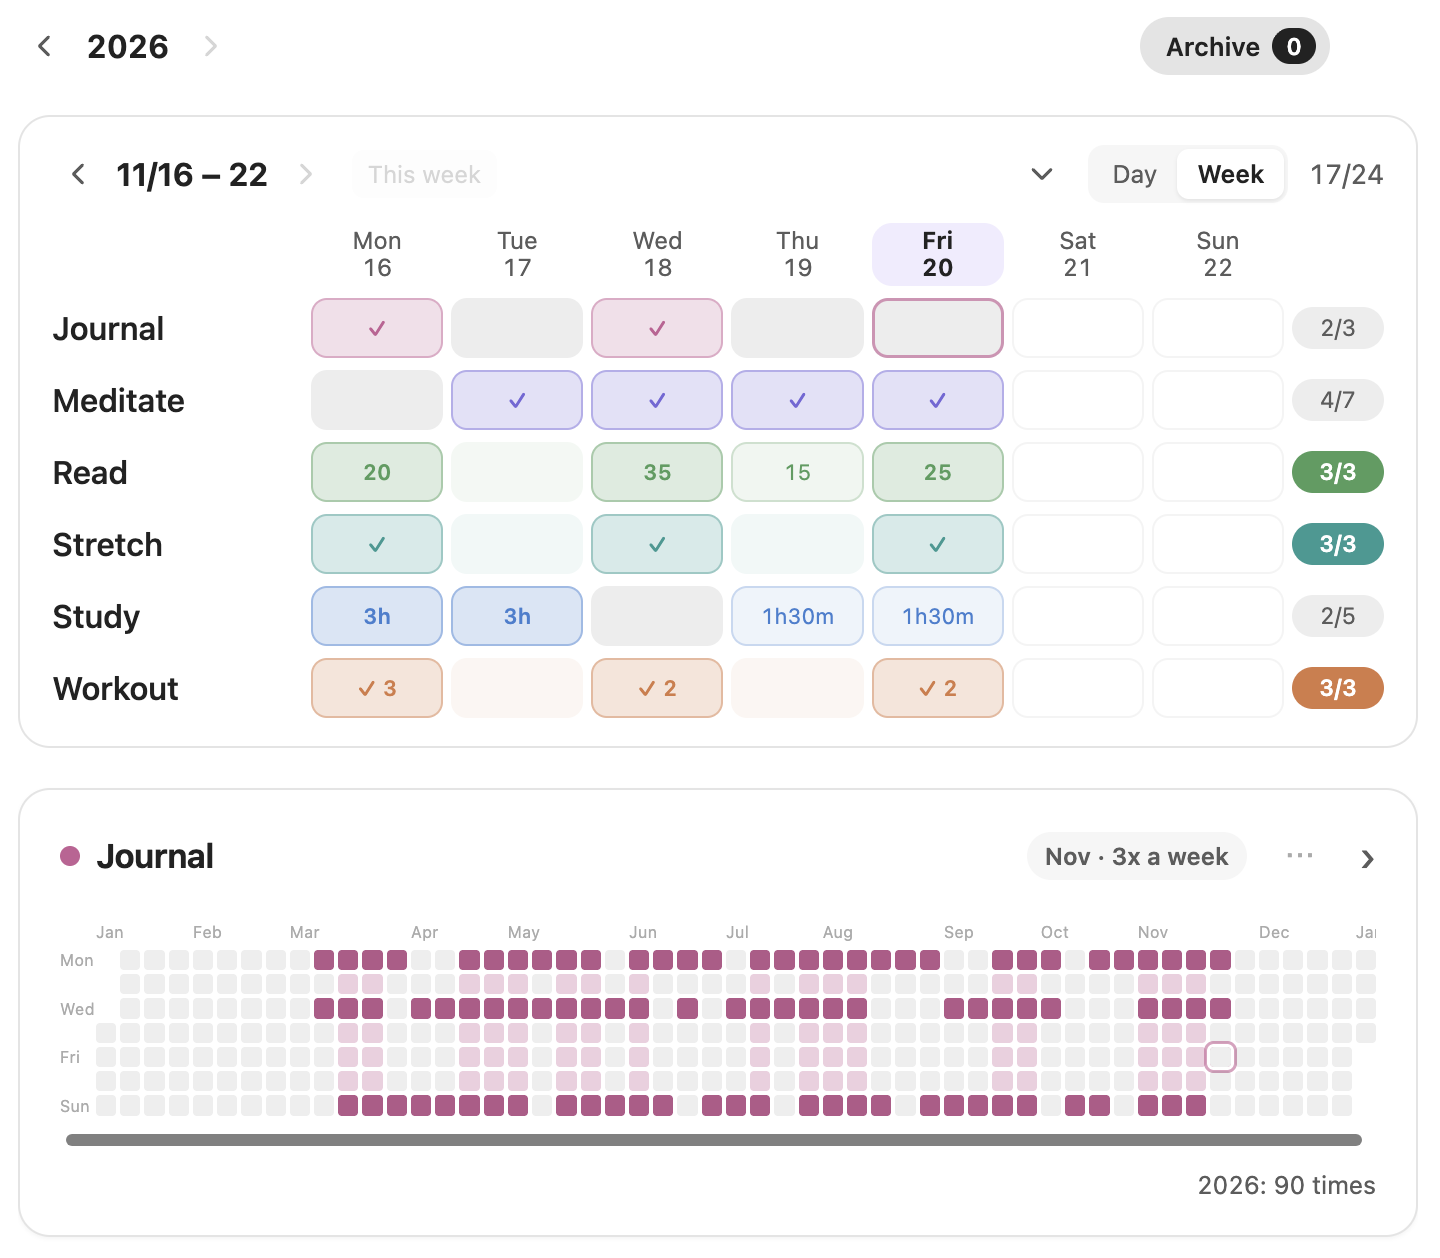 2026
Archive 0
11/16 – 22
This week
Day
Week
17/24
Mon Tue Wed Thu Fri Sat Sun
16 17 18 19 20 21 22
Journal ✓ ✓ 2/3
Meditate ✓ ✓ ✓ ✓ 4/7
Read 20 35 15 25 3/3
Stretch ✓ ✓ ✓ 3/3
Study 3h 3h 1h30m 1h30m 2/5
Workout ✓ 3 ✓ 2 ✓ 2 3/3
Journal
Nov · 3x a week
Jan Feb Mar Apr May Jun Jul Aug Sep Oct Nov Dec
Mon
Wed
Fri
Sun
2026: 90 times